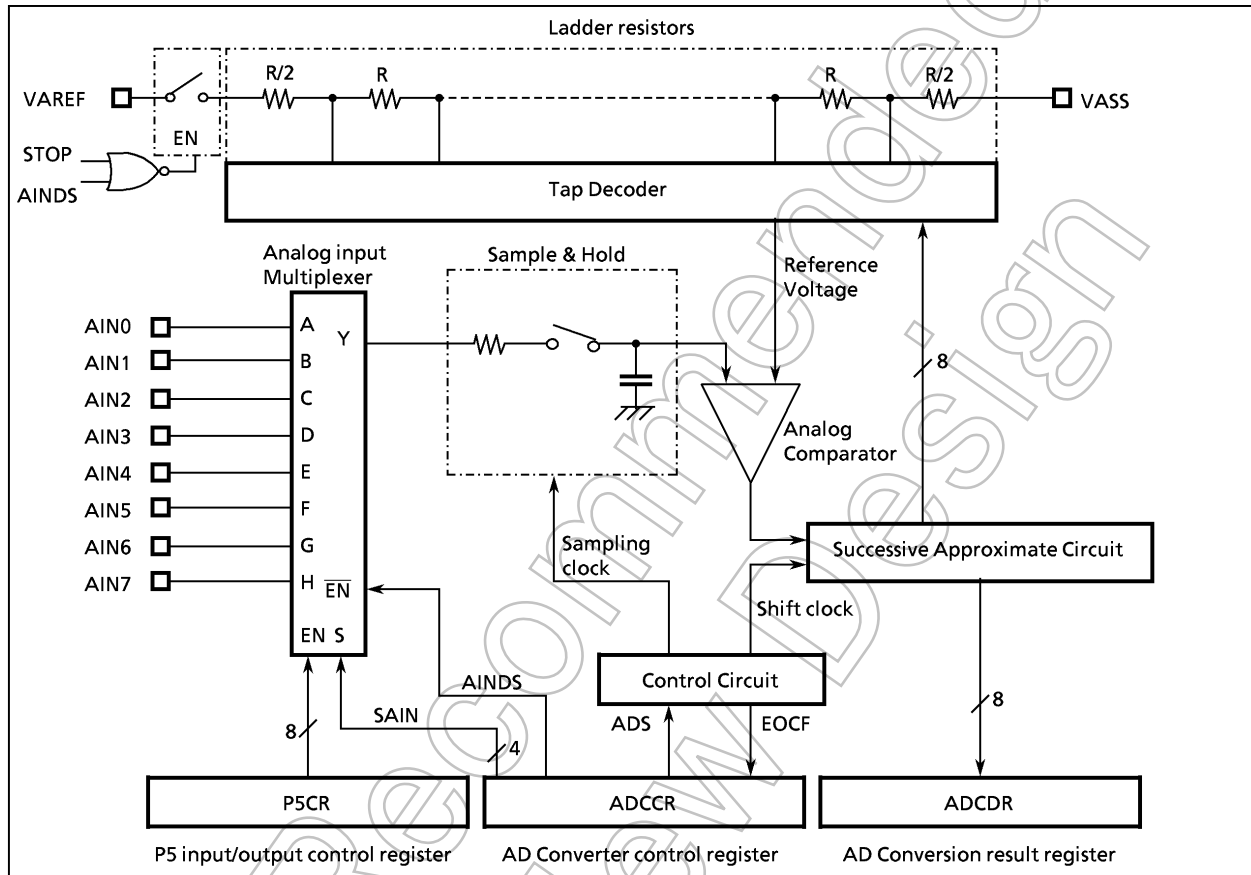 Ladder resistors
R/2
R
R
R/2
VAREF
VASS
EN
STOP
AINDS
Tap Decoder
Analog input
Multiplexer
Sample & Hold
Reference
Voltage
AIN0
AIN1
AIN2
AIN3
AIN4
AIN5
AIN6
AIN7
A
B
C
D
E
F
G
H
Y
EN
EN S
8
Analog
Comparator
Successive Approximate Circuit
Sampling
clock
Shift clock
Control Circuit
AINDS
SAIN
ADS
EOCF
8
4
8
P5CR
ADCCR
ADCDR
P5 input/output control register
AD Converter control register
AD Conversion result register
Recommended
New Design